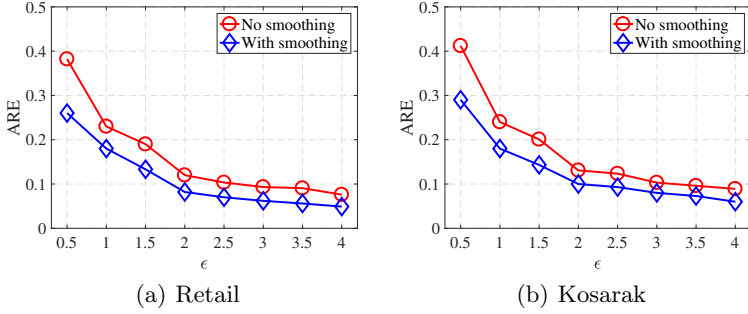 0.5
0.4
0.3
0.2
0.1
0
ARE
No smoothing
With smoothing
0.5 1 1.5 2 2.5 3 3.5 4
ϵ
(a) Retail
0.5
0.4
0.3
0.2
0.1
0
ARE
No smoothing
With smoothing
0.5 1 1.5 2 2.5 3 3.5 4
ϵ
(b) Kosarak